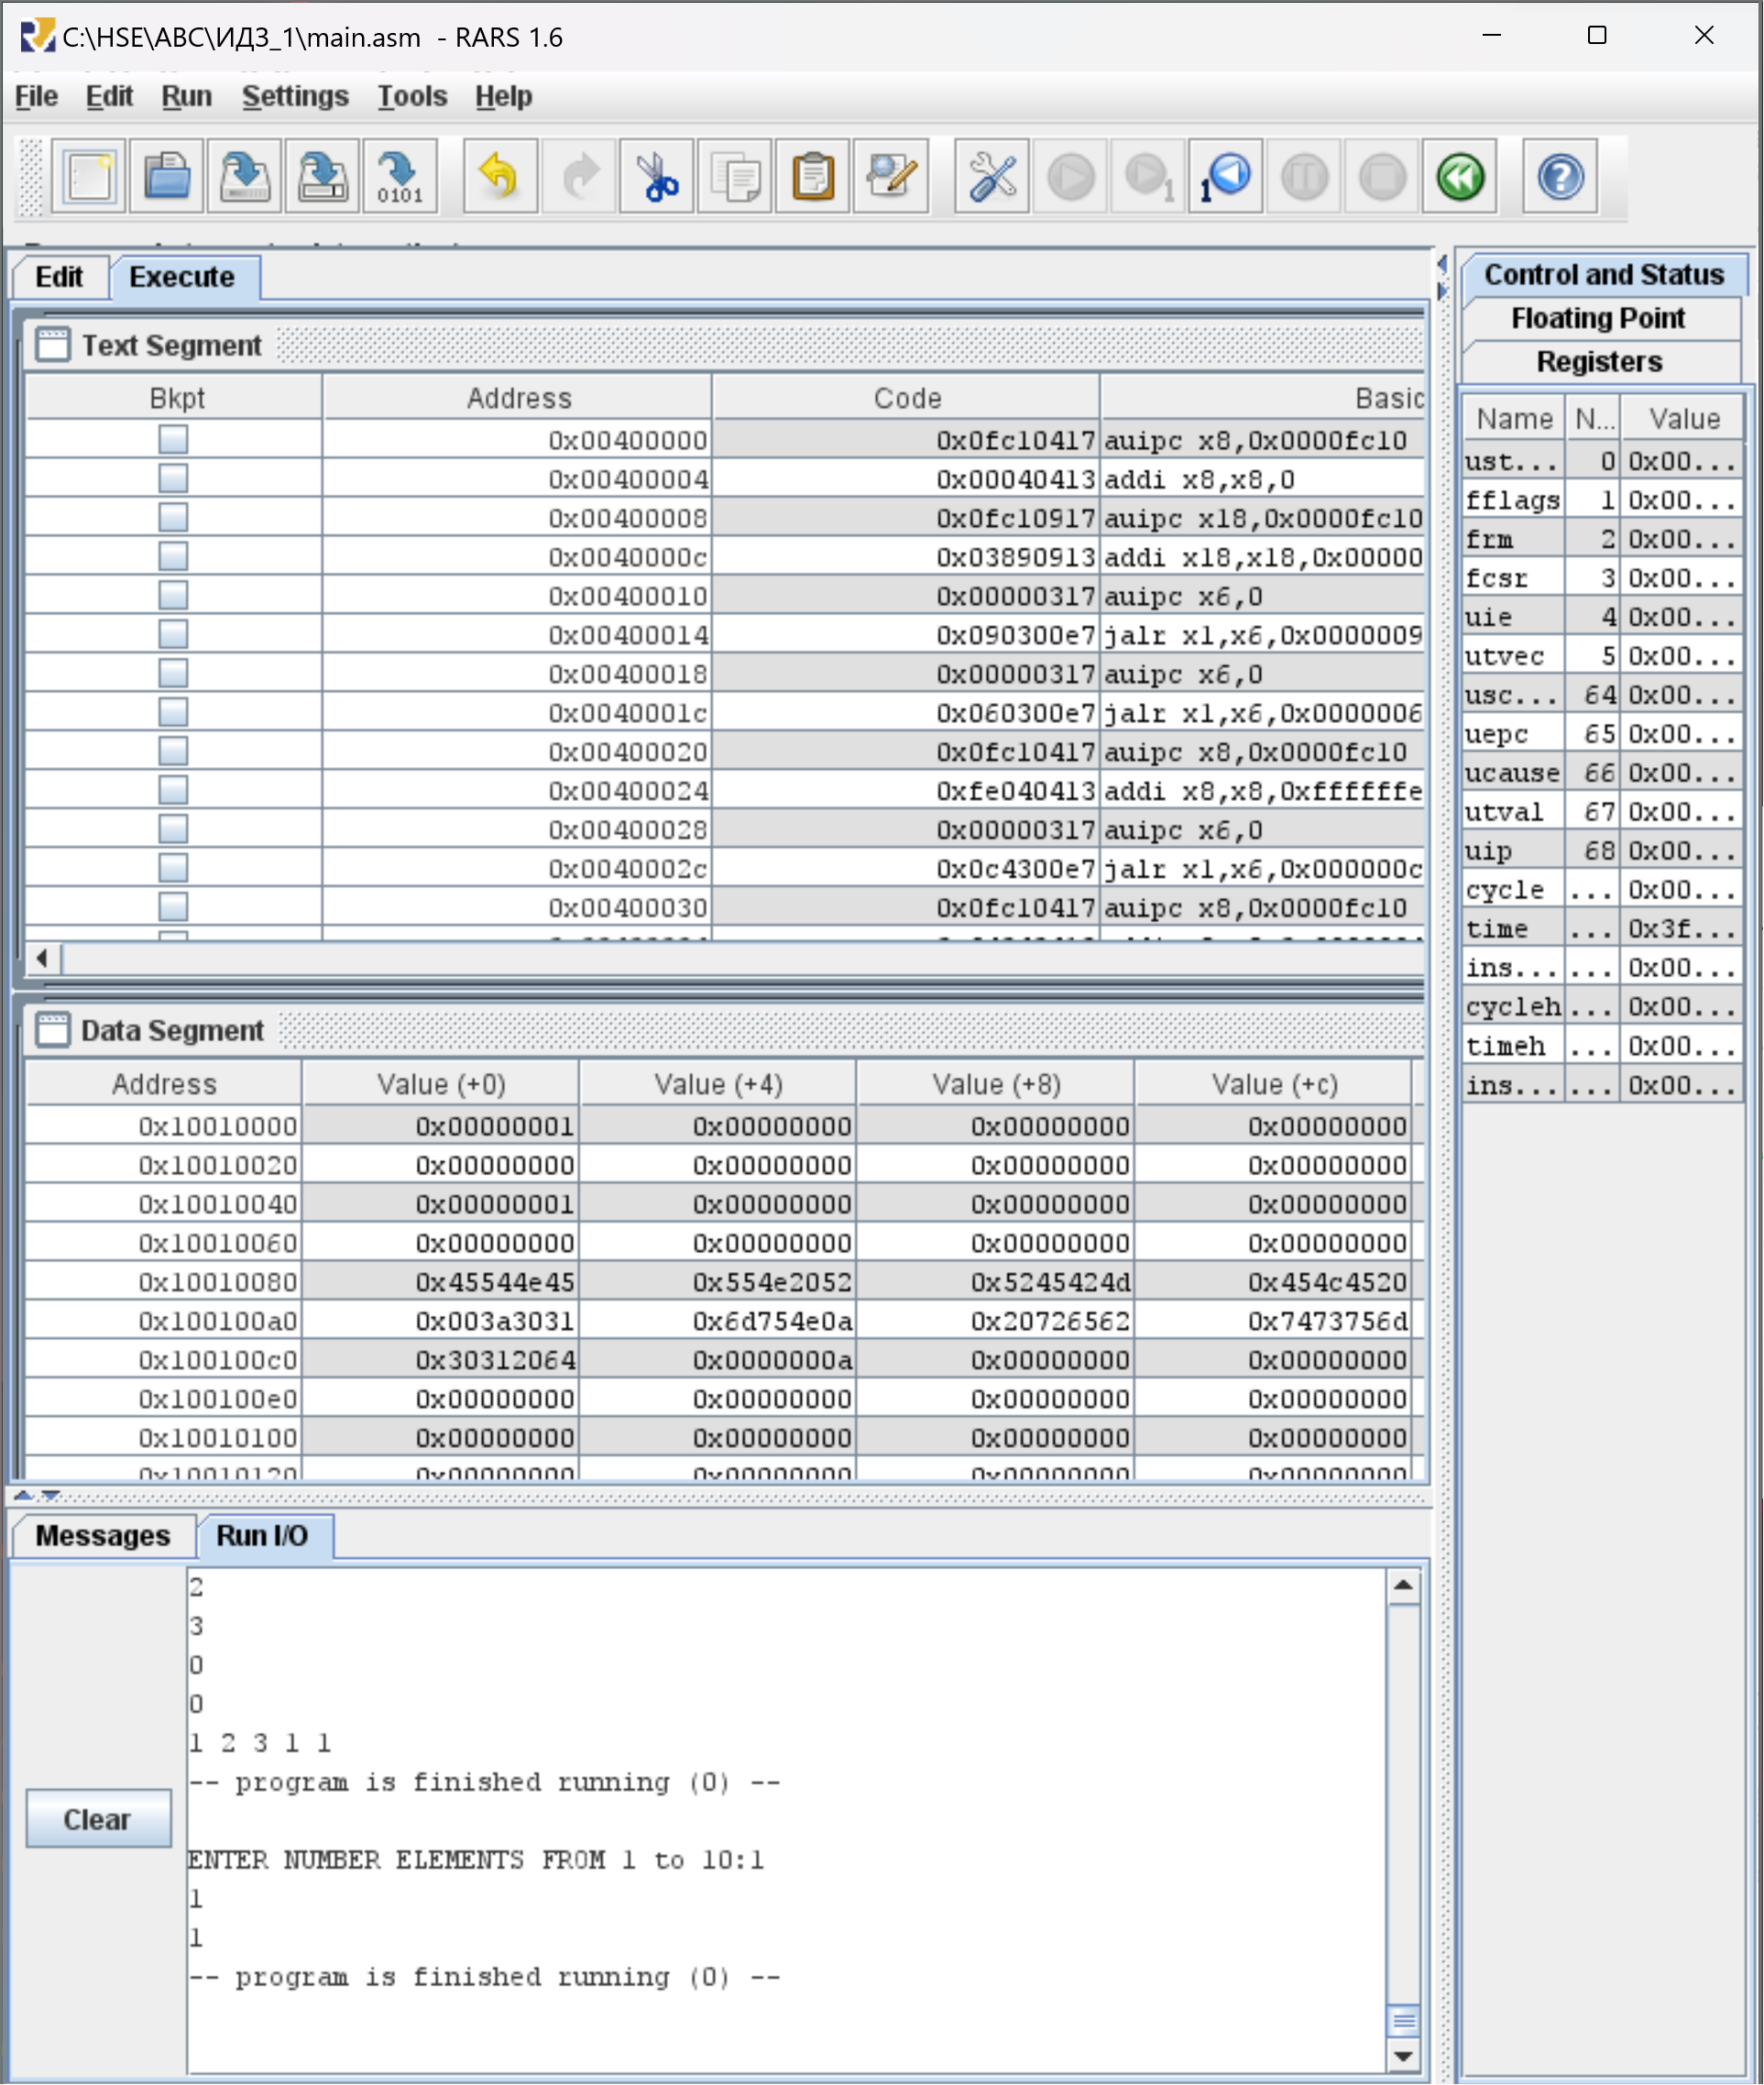 C:\HSE\ABC\ИДЗ_1\main.asm - RARS 1.6
File Edit Run Settings Tools Help
0101 1 1
Edit Execute
Text Segment
Bkpt Address Code Basic
0x00400000 0x0fc10417 auipc x8,0x0000fc10
0x00400004 0x00040413 addi x8,x8,0
0x00400008 0x0fc10917 auipc x18,0x0000fc10
0x0040000c 0x03890913 addi x18,x18,0x00000
0x00400010 0x00000317 auipc x6,0
0x00400014 0x090300e7 jalr x1,x6,0x0000009
0x00400018 0x00000317 auipc x6,0
0x0040001c 0x060300e7 jalr x1,x6,0x0000006
0x00400020 0x0fc10417 auipc x8,0x0000fc10
0x00400024 0xfe040413 addi x8,x8,0xffffffe
0x00400028 0x00000317 auipc x6,0
0x0040002c 0x0c4300e7 jalr x1,x6,0x000000c
0x00400030 0x0fc10417 auipc x8,0x0000fc10
Data Segment
Address Value (+0) Value (+4) Value (+8) Value (+c)
0x10010000 0x00000001 0x00000000 0x00000000 0x00000000
0x10010020 0x00000000 0x00000000 0x00000000 0x00000000
0x10010040 0x00000001 0x00000000 0x00000000 0x00000000
0x10010060 0x00000000 0x00000000 0x00000000 0x00000000
0x10010080 0x45544e45 0x554e2052 0x5245424d 0x454c4520
0x100100a0 0x003a3031 0x6d754e0a 0x20726562 0x7473756d
0x100100c0 0x30312064 0x0000000a 0x00000000 0x00000000
0x100100e0 0x00000000 0x00000000 0x00000000 0x00000000
0x10010100 0x00000000 0x00000000 0x00000000 0x00000000
0x10010120 0x00000000 0x00000000 0x00000000 0x00000000
Messages Run I/O
2
3
0
0
1 2 3 1 1
-- program is finished running (0) --
Clear
ENTER NUMBER ELEMENTS FROM 1 to 10:1
1
1
-- program is finished running (0) --
Control and Status
Floating Point
Registers
Name N... Value
ust... 0 0x00...
fflags 1 0x00...
frm 2 0x00...
fcsr 3 0x00...
uie 4 0x00...
utvec 5 0x00...
usc... 64 0x00...
uepc 65 0x00...
ucause 66 0x00...
utval 67 0x00...
uip 68 0x00...
cycle ... 0x00...
time ... 0x3f...
ins... ... 0x00...
cycleh ... 0x00...
timeh ... 0x00...
ins... ... 0x00...